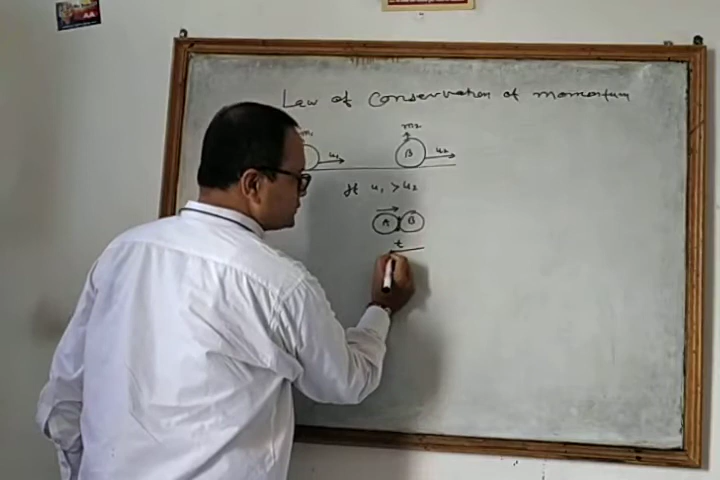 Law of Conservation of momentum
m₁ m₂
u₁ B u₂
If u₁ > u₂
A B
t